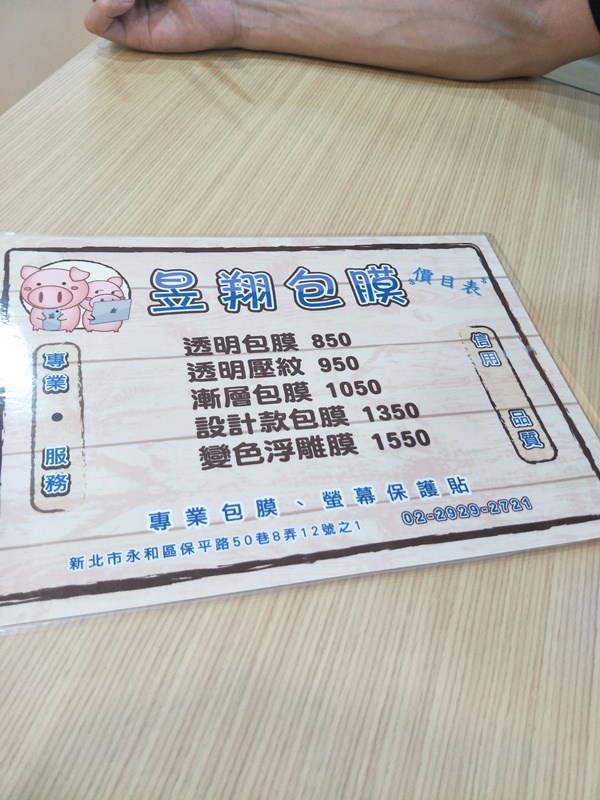 昱翔包膜
價目表
專業・服務
信用 品質
透明包膜 850
透明壓紋 950
漸層包膜 1050
設計款包膜 1350
變色浮雕膜 1550
專業包膜、螢幕保護貼
02-2929-2721
新北市永和區保平路50巷8弄12號之1